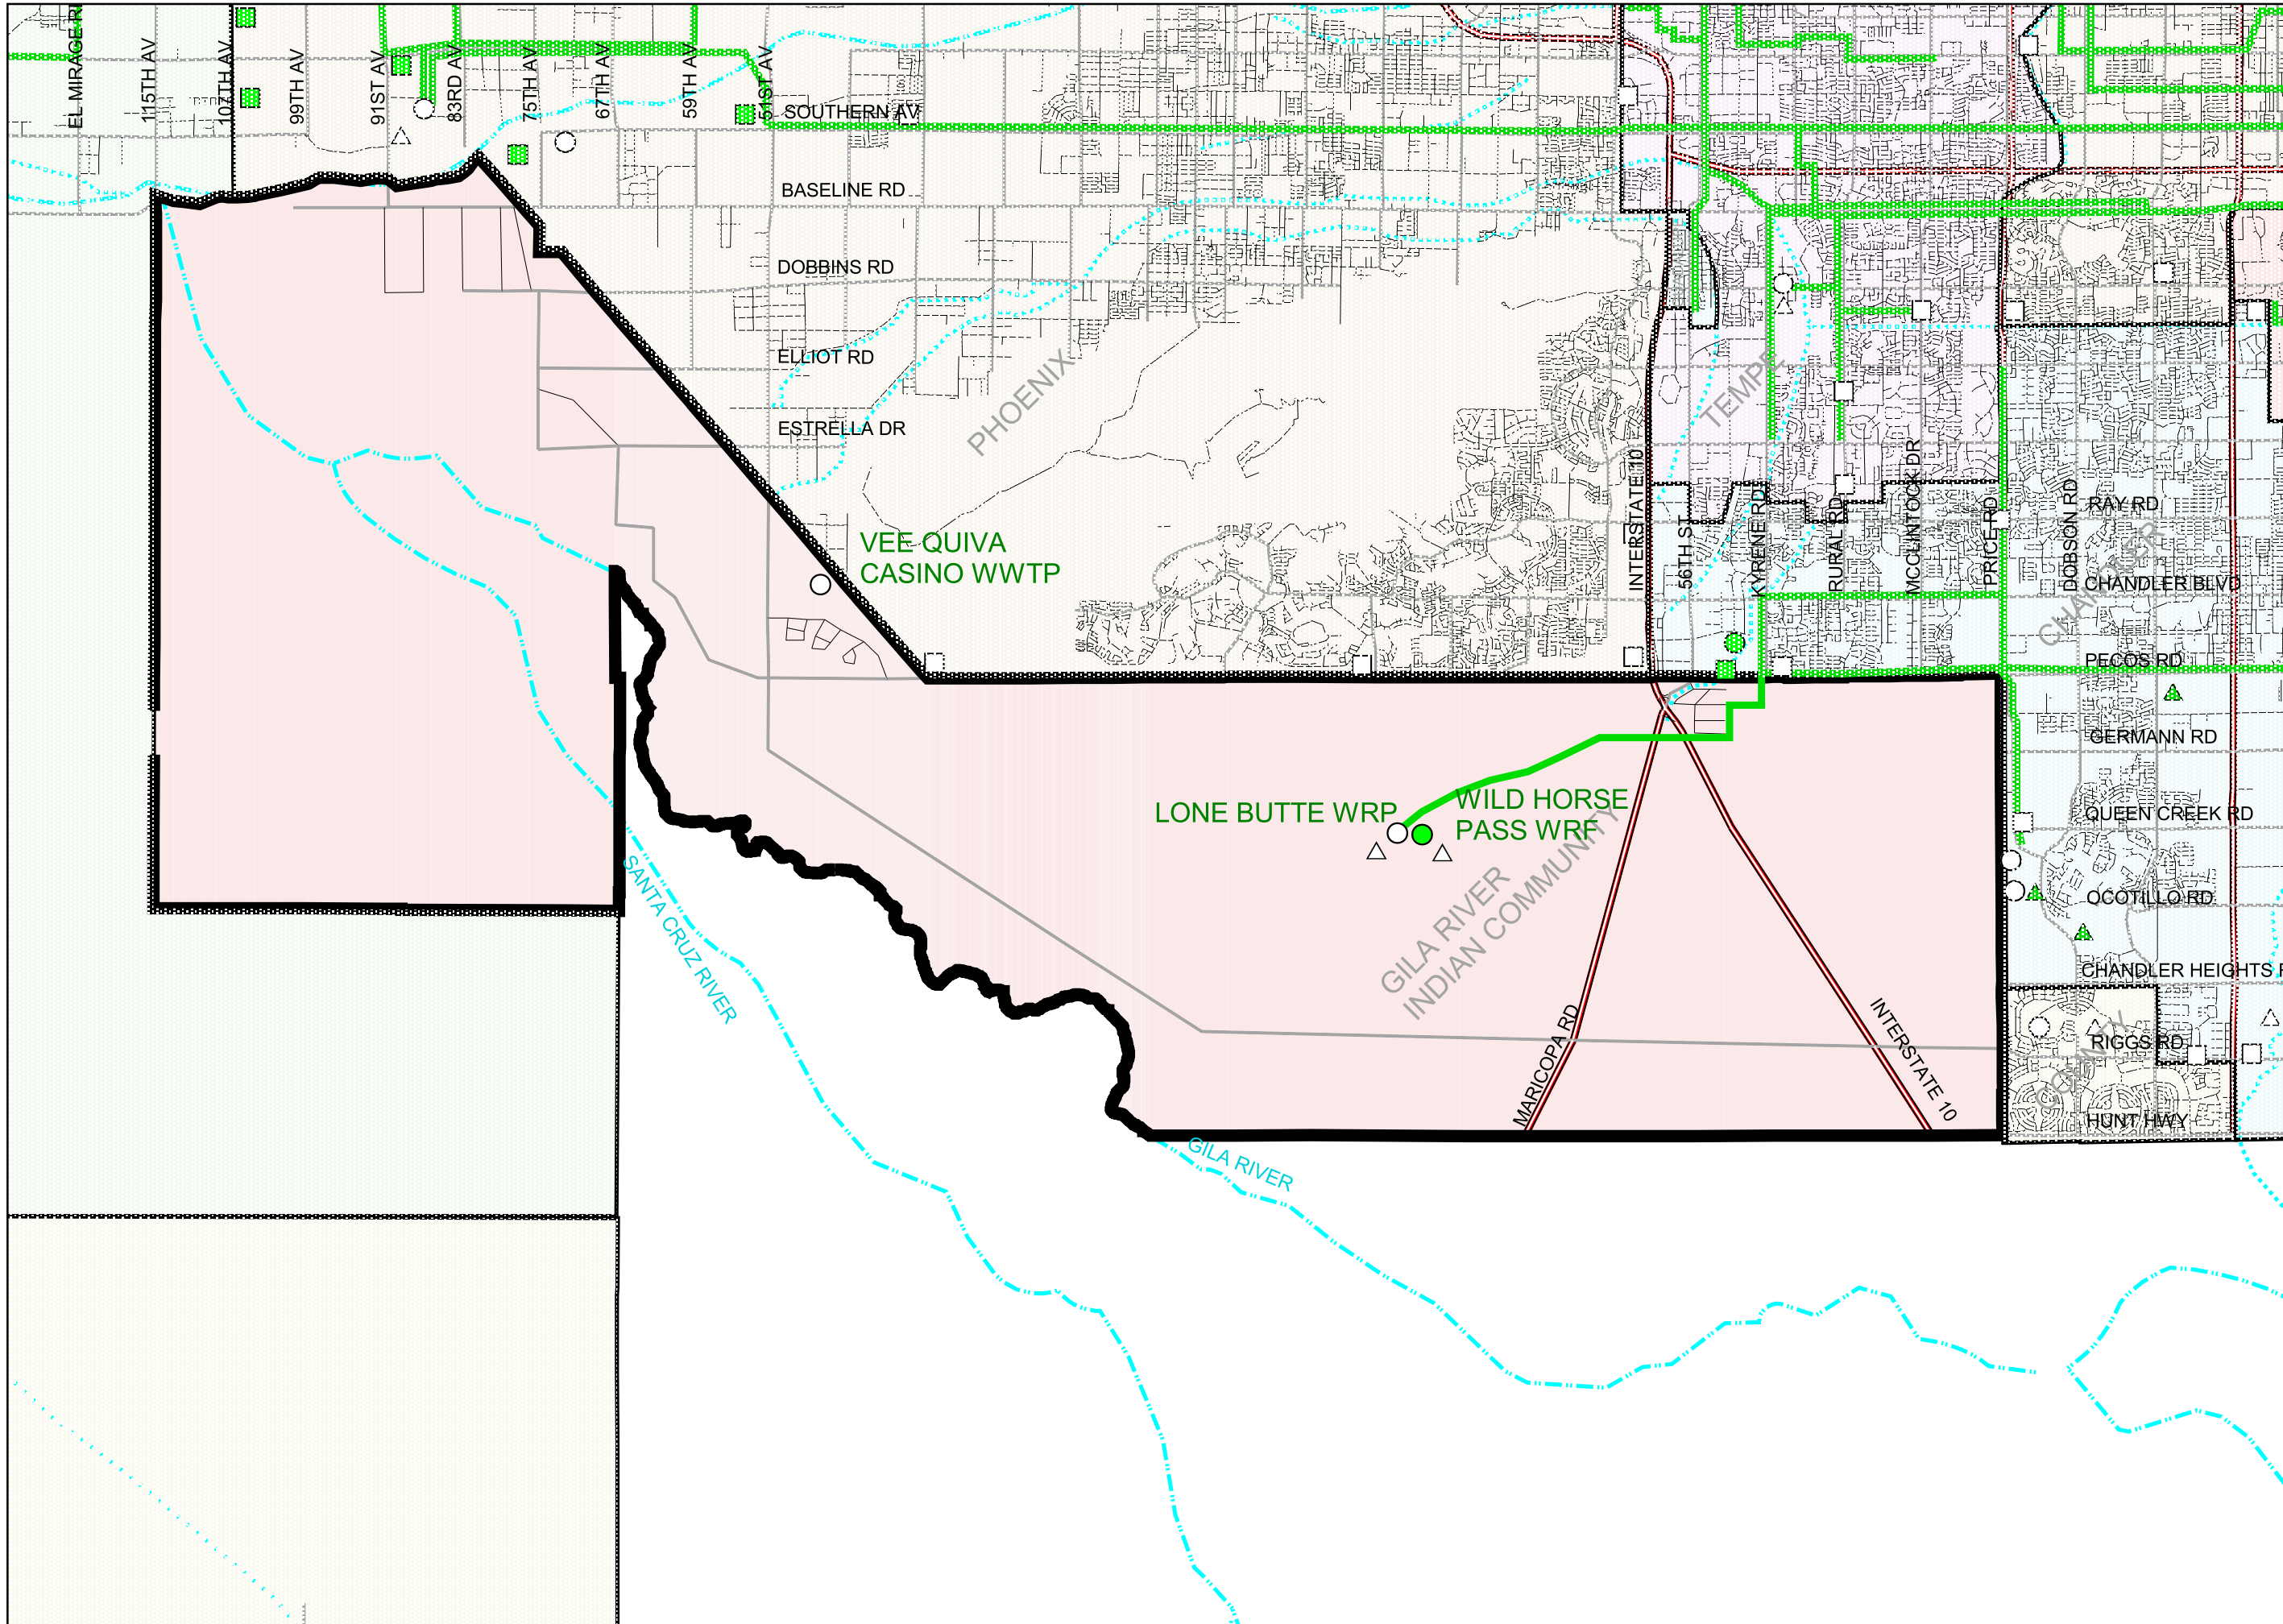 EL MIRAGE R
115TH AV
107TH AV
99TH AV
91ST AV
83RD AV
75TH AV
67TH AV
59TH AV
51ST AV
SOUTHERN AV
BASELINE RD
DOBBINS RD
ELLIOT RD
ESTRELLA DR
PHOENIX
TEMPE
INTERSTATE 10
56TH ST
KYRENE RD
RURAL RD
MCCLINTOCK DR
PRICE RD
DOBSON RD
RAY RD
CHANDLER
CHANDLER BLVD
PECOS RD
VEE QUIVA
CASINO WWTP
GERMANN RD
LONE BUTTE WRP
WILD HORSE
PASS WRF
QUEEN CREEK RD
GILA RIVER
INDIAN COMMUNITY
OCOTILLO RD
SANTA CRUZ RIVER
CHANDLER HEIGHTS R
MARICOPA RD
INTERSTATE 10
COUNTY
RIGGS RD
HUNT HWY
GILA RIVER